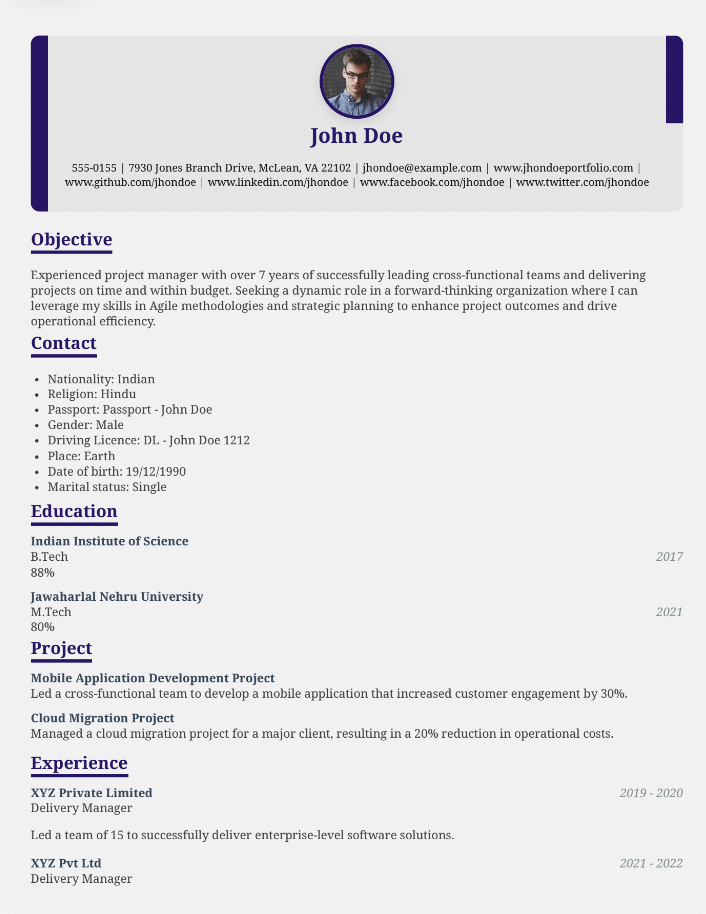 John Doe
555-0155 | 7930 Jones Branch Drive, McLean, VA 22102 | jhondoe@example.com | www.jhondoeportfolio.com |
www.github.com/jhondoe | www.linkedin.com/jhondoe | www.facebook.com/jhondoe | www.twitter.com/jhondoe
Objective
Experienced project manager with over 7 years of successfully leading cross-functional teams and delivering
projects on time and within budget. Seeking a dynamic role in a forward-thinking organization where I can
leverage my skills in Agile methodologies and strategic planning to enhance project outcomes and drive
operational efficiency.
Contact
• Nationality: Indian
• Religion: Hindu
• Passport: Passport - John Doe
• Gender: Male
• Driving Licence: DL - John Doe 1212
• Place: Earth
• Date of birth: 19/12/1990
• Marital status: Single
Education
Indian Institute of Science
B.Tech 2017
88%
Jawaharlal Nehru University
M.Tech 2021
80%
Project
Mobile Application Development Project
Led a cross-functional team to develop a mobile application that increased customer engagement by 30%.
Cloud Migration Project
Managed a cloud migration project for a major client, resulting in a 20% reduction in operational costs.
Experience
XYZ Private Limited 2019 - 2020
Delivery Manager
Led a team of 15 to successfully deliver enterprise-level software solutions.
XYZ Pvt Ltd 2021 - 2022
Delivery Manager